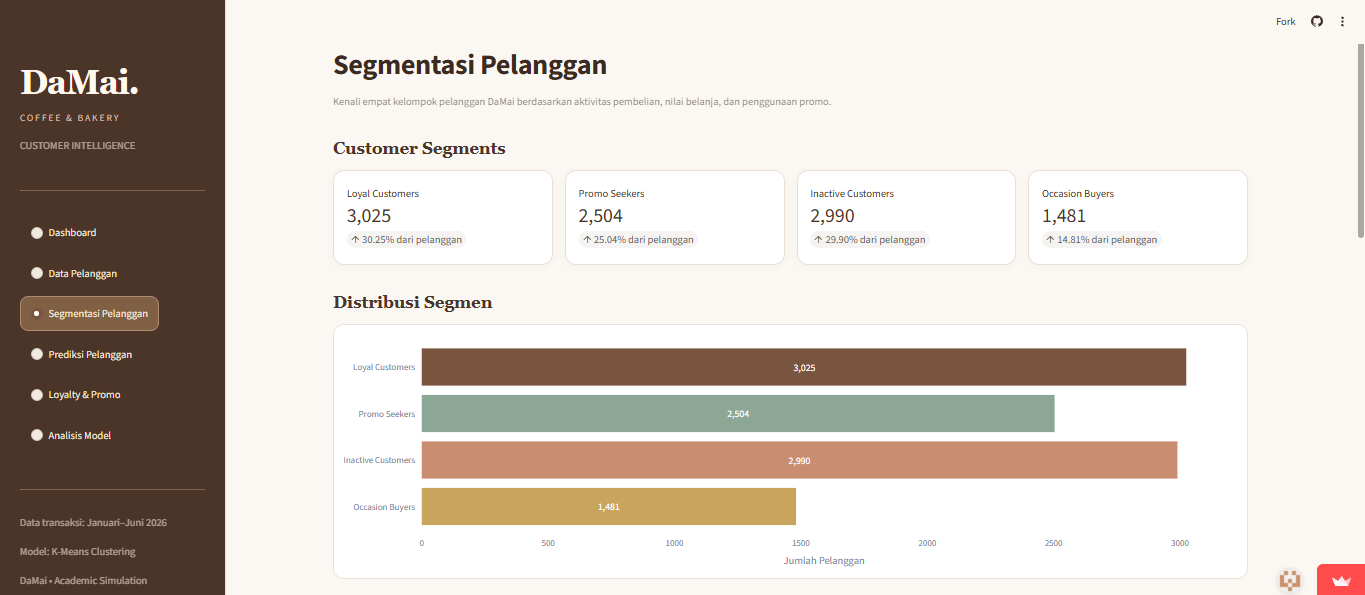 Fork
DaMai.
COFFEE & BAKERY
CUSTOMER INTELLIGENCE
Dashboard
Data Pelanggan
Segmentasi Pelanggan
Prediksi Pelanggan
Loyalty & Promo
Analisis Model
Data transaksi: Januari–Juni 2026
Model: K-Means Clustering
DaMai • Academic Simulation
Segmentasi Pelanggan
Kenali empat kelompok pelanggan DaMai berdasarkan aktivitas pembelian, nilai belanja, dan penggunaan promo.
Customer Segments
Loyal Customers
3,025
↑ 30.25% dari pelanggan
Promo Seekers
2,504
↑ 25.04% dari pelanggan
Inactive Customers
2,990
↑ 29.90% dari pelanggan
Occasion Buyers
1,481
↑ 14.81% dari pelanggan
Distribusi Segmen
Loyal Customers 3,025
Promo Seekers 2,504
Inactive Customers 2,990
Occasion Buyers 1,481
0 500 1000 1500 2000 2500 3000
Jumlah Pelanggan